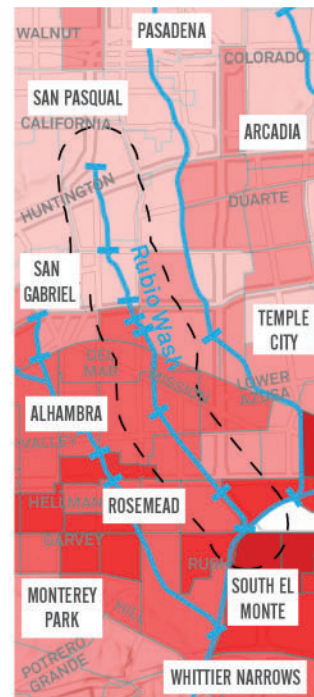 PASADENA
WALNUT
COLORADO
SAN PASQUAL
CALIFORNIA
ARCADIA
HUNTINGTON
DUARTE
SAN
GABRIEL
Rubio Wash
TEMPLE
CITY
DEL
MAR
MISSION
LOWER
AZUSA
ALHAMBRA
VALLEY
HELLMAN
ROSEMEAD
GARVEY
RUSH
MONTEREY
PARK
SOUTH EL
MONTE
HILL
POTRERO
GRANDE
WHITTIER NARROWS